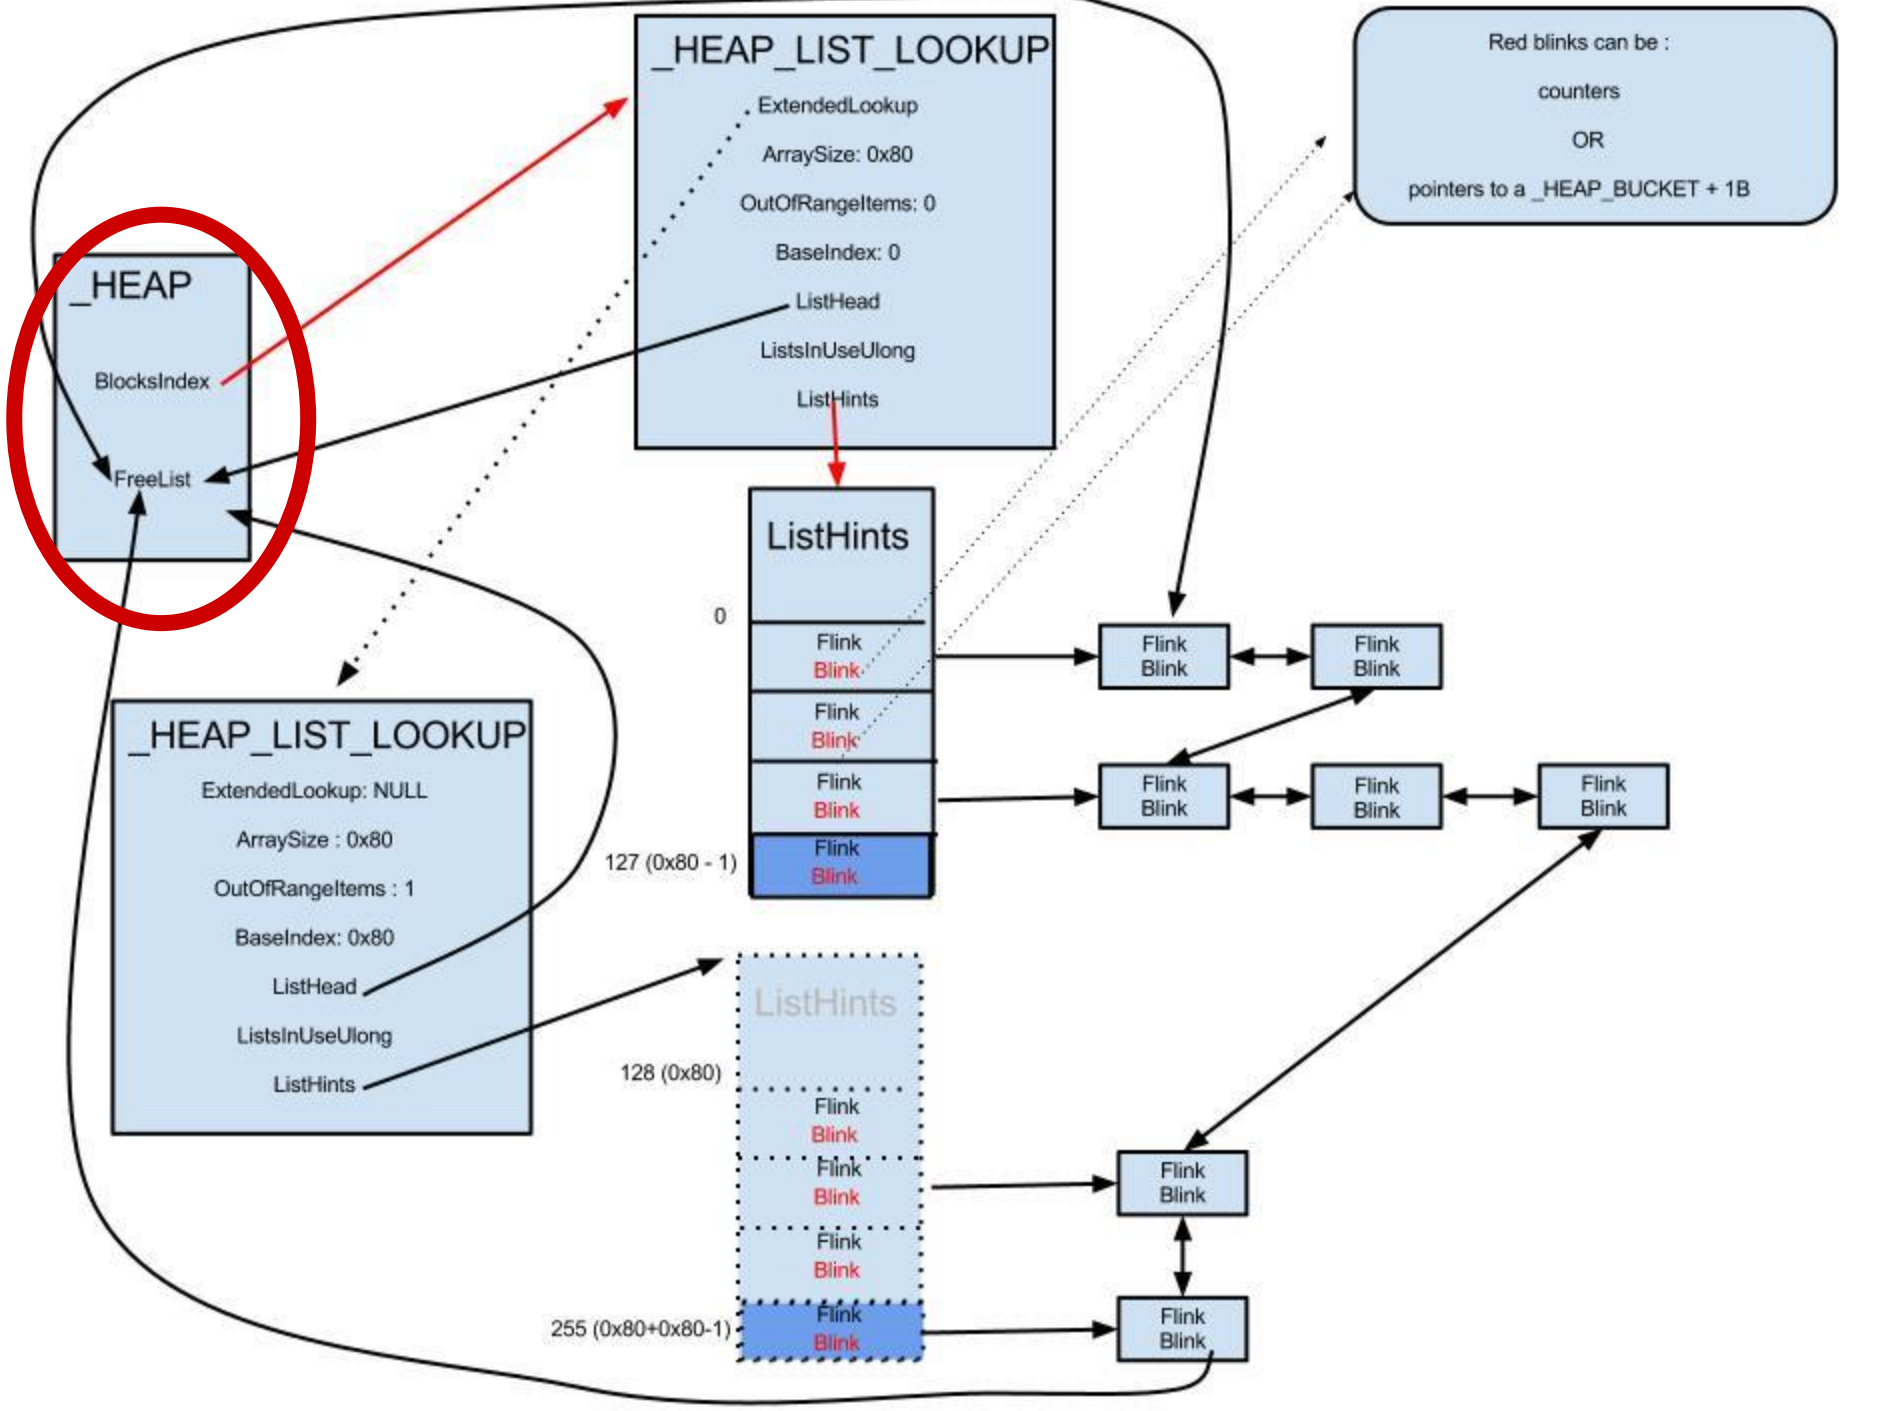 _HEAP_LIST_LOOKUP
ExtendedLookup
ArraySize: 0x80
OutOfRangeItems: 0
BaseIndex: 0
ListHead
ListsInUseUlong
ListHints
Red blinks can be :
counters
OR
pointers to a _HEAP_BUCKET + 1B
_HEAP
BlocksIndex
FreeList
ListHints
0
Flink
Blink
Flink
Blink
Flink
Blink
127 (0x80 - 1)
Flink
Blink
Flink
Blink
Flink
Blink
Flink
Blink
Flink
Blink
Flink
Blink
_HEAP_LIST_LOOKUP
ExtendedLookup: NULL
ArraySize : 0x80
OutOfRangeItems : 1
BaseIndex: 0x80
ListHead
ListsInUseUlong
ListHints
ListHints
128 (0x80)
Flink
Blink
Flink
Blink
Flink
Blink
255 (0x80+0x80-1)
Flink
Blink
Flink
Blink
Flink
Blink